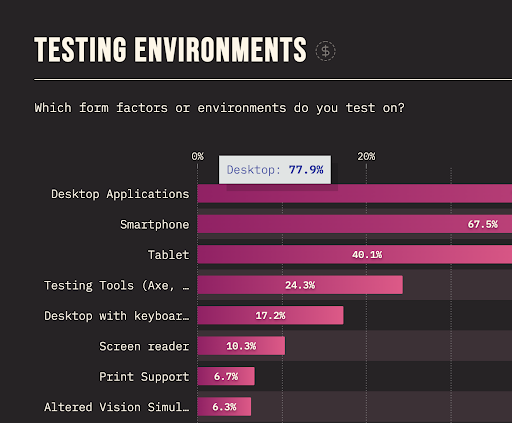 TESTING ENVIRONMENTS $
Which form factors or environments do you test on?
0% 20%
Desktop: 77.9%
Desktop Applications
Smartphone 67.5%
Tablet 40.1%
Testing Tools (Axe, … 24.3%
Desktop with keyboar… 17.2%
Screen reader 10.3%
Print Support 6.7%
Altered Vision Simul… 6.3%